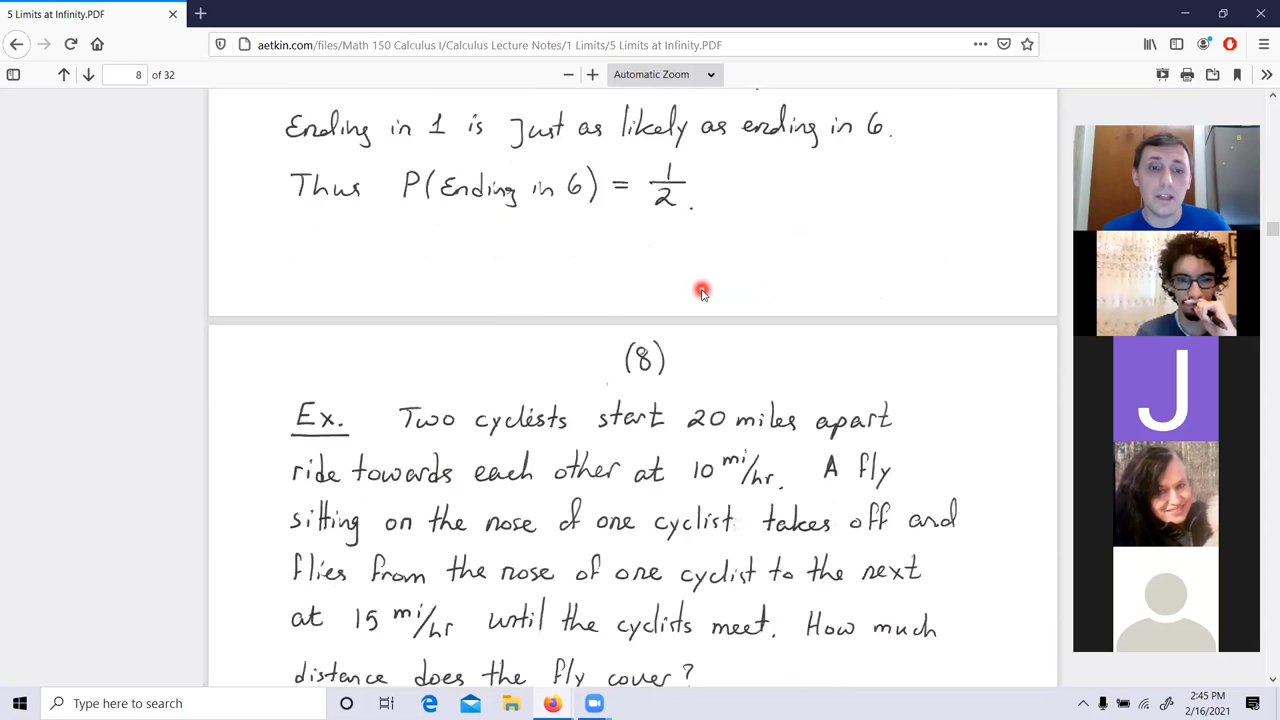 5 Limits at Infinity.PDF
aetkin.com/files/Math 150 Calculus I/Calculus Lecture Notes/1 Limits/5 Limits at Infinity.PDF
8 of 32
Automatic Zoom
Ending in 1 is just as likely as ending in 6.
Thus P(Ending in 6) = 1/2.
(8)
Ex. Two cyclists start 20 miles apart
ride towards each other at 10 mi/hr. A fly
sitting on the nose of one cyclist takes off and
flies from the nose of one cyclist to the next
at 15 mi/hr until the cyclists meet. How much
distance does the fly cover?
J
Type here to search
2:45 PM
2/16/2021